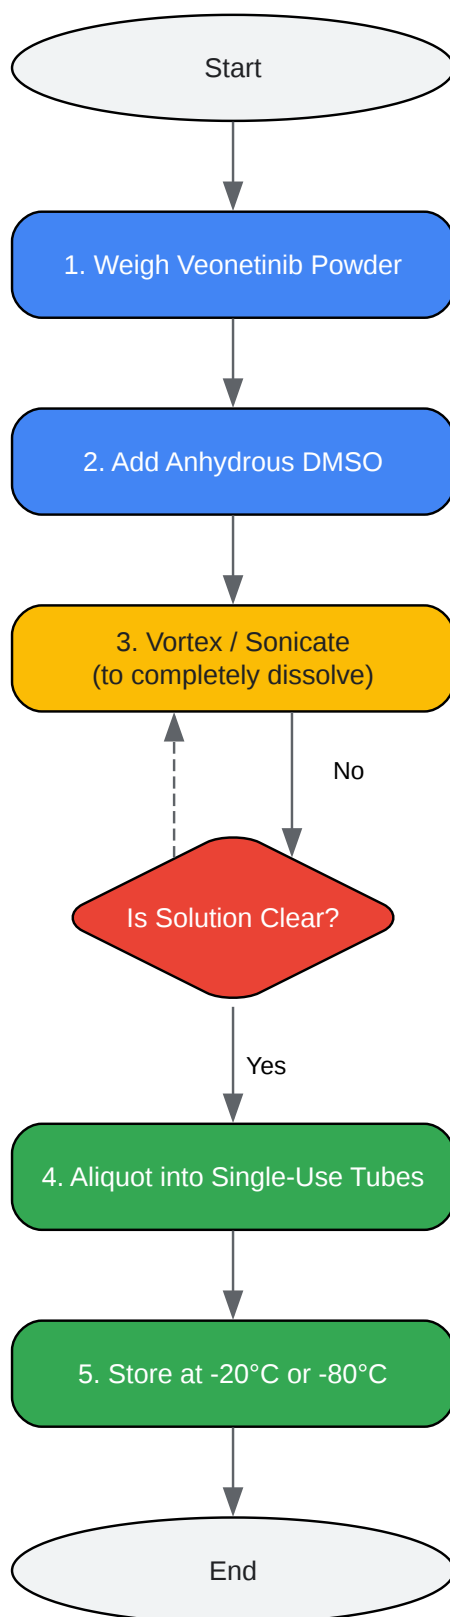 Start
1. Weigh Veonetinib Powder
2. Add Anhydrous DMSO
3. Vortex / Sonicate
(to completely dissolve)
No
Is Solution Clear?
Yes
4. Aliquot into Single-Use Tubes
5. Store at -20°C or -80°C
End